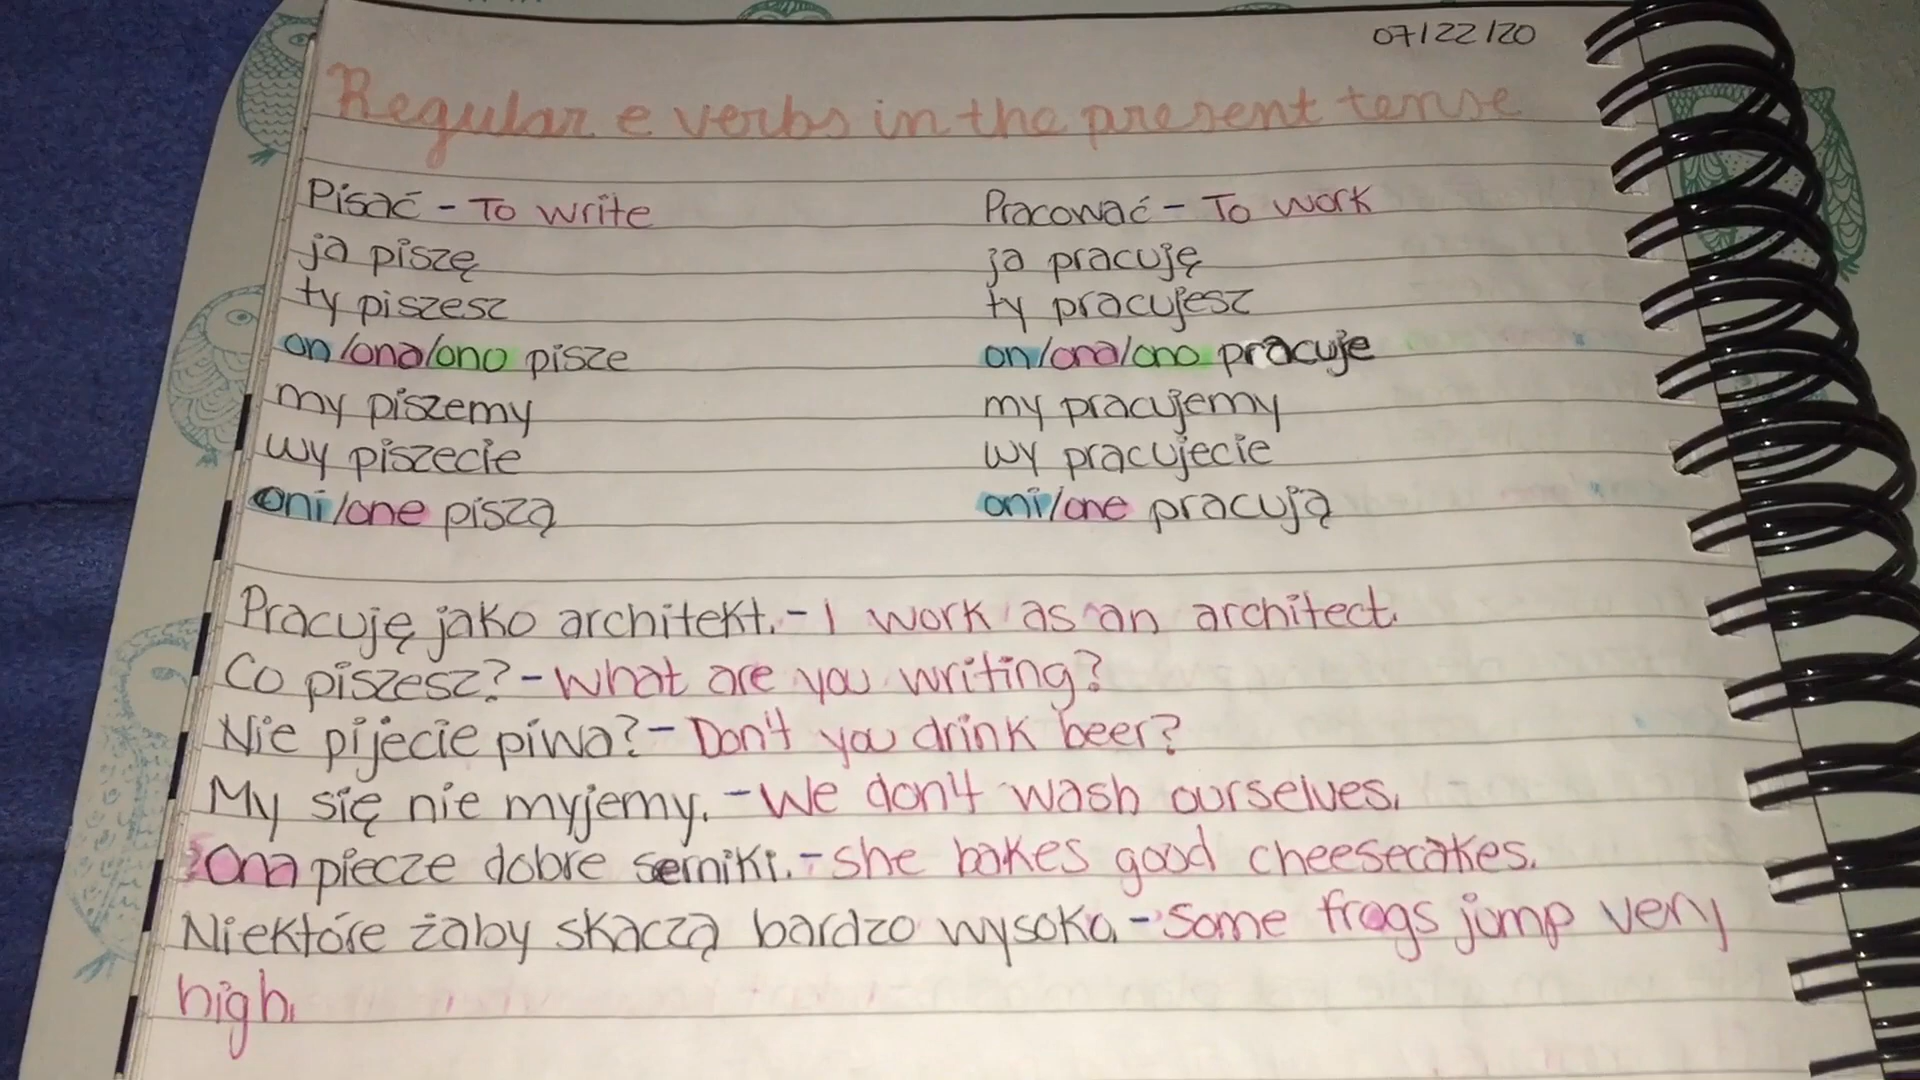 07/22/20
Regular e verbs in the present tense
Pisać - To write
Pracować - To work
ja piszę
ja pracuję
ty piszesz
ty pracujesz
on/ona/ono pisze
on/ona/ono pracuje
my piszemy
my pracujemy
wy piszecie
wy pracujecie
oni/one piszą
oni/one pracują
Pracuję jako architekt. - I work as an architect.
Co piszesz? - What are you writing?
Nie pijecie piwa? - Don't you drink beer?
My się nie myjemy. - We don't wash ourselves.
Ona piecze dobre serniki. - She bakes good cheesecakes.
Niektóre żaby skaczą bardzo wysoko. - Some frogs jump very
high.